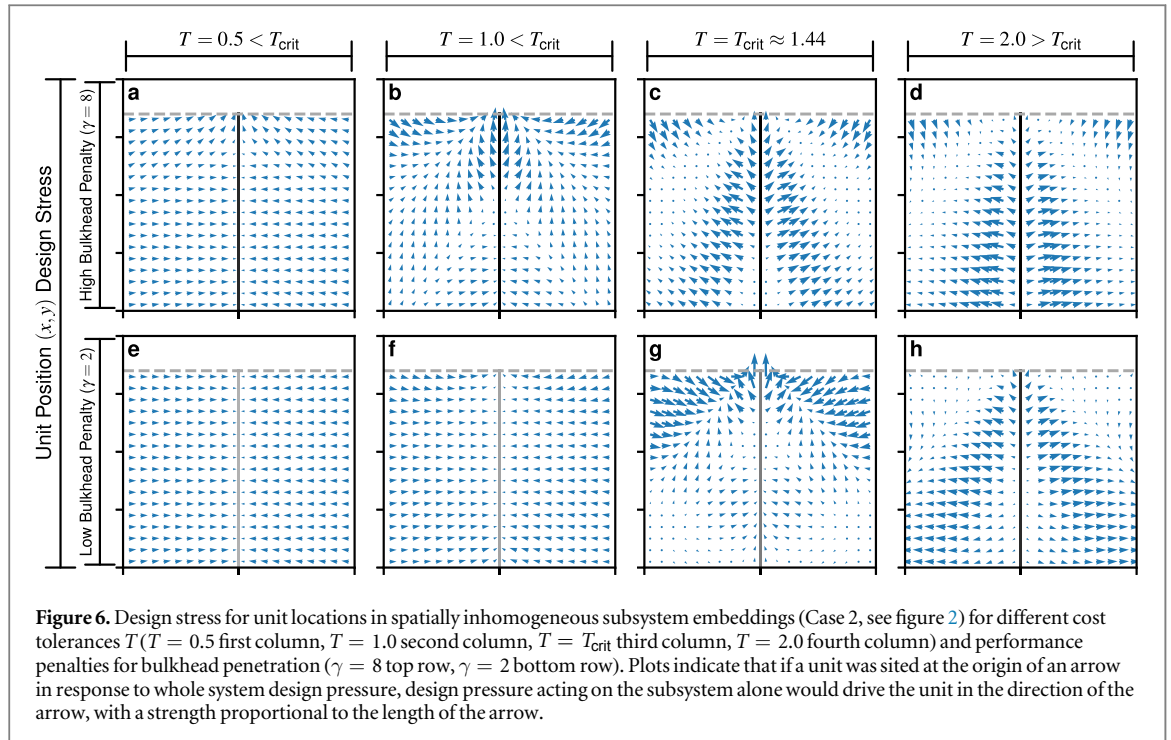 T = 0.5 < Tcrit
T = 1.0 < Tcrit
T = Tcrit ≈ 1.44
T = 2.0 > Tcrit
Unit Position (x, y) Design Stress
High Bulkhead Penalty (γ = 8)
a
b
c
d
Low Bulkhead Penalty (γ = 2)
e
f
g
h
Figure 6. Design stress for unit locations in spatially inhomogeneous subsystem embeddings (Case 2, see figure 2) for different cost
tolerances T (T = 0.5 first column, T = 1.0 second column, T = Tcrit third column, T = 2.0 fourth column) and performance
penalties for bulkhead penetration (γ = 8 top row, γ = 2 bottom row). Plots indicate that if a unit was sited at the origin of an arrow
in response to whole system design pressure, design pressure acting on the subsystem alone would drive the unit in the direction of the
arrow, with a strength proportional to the length of the arrow.